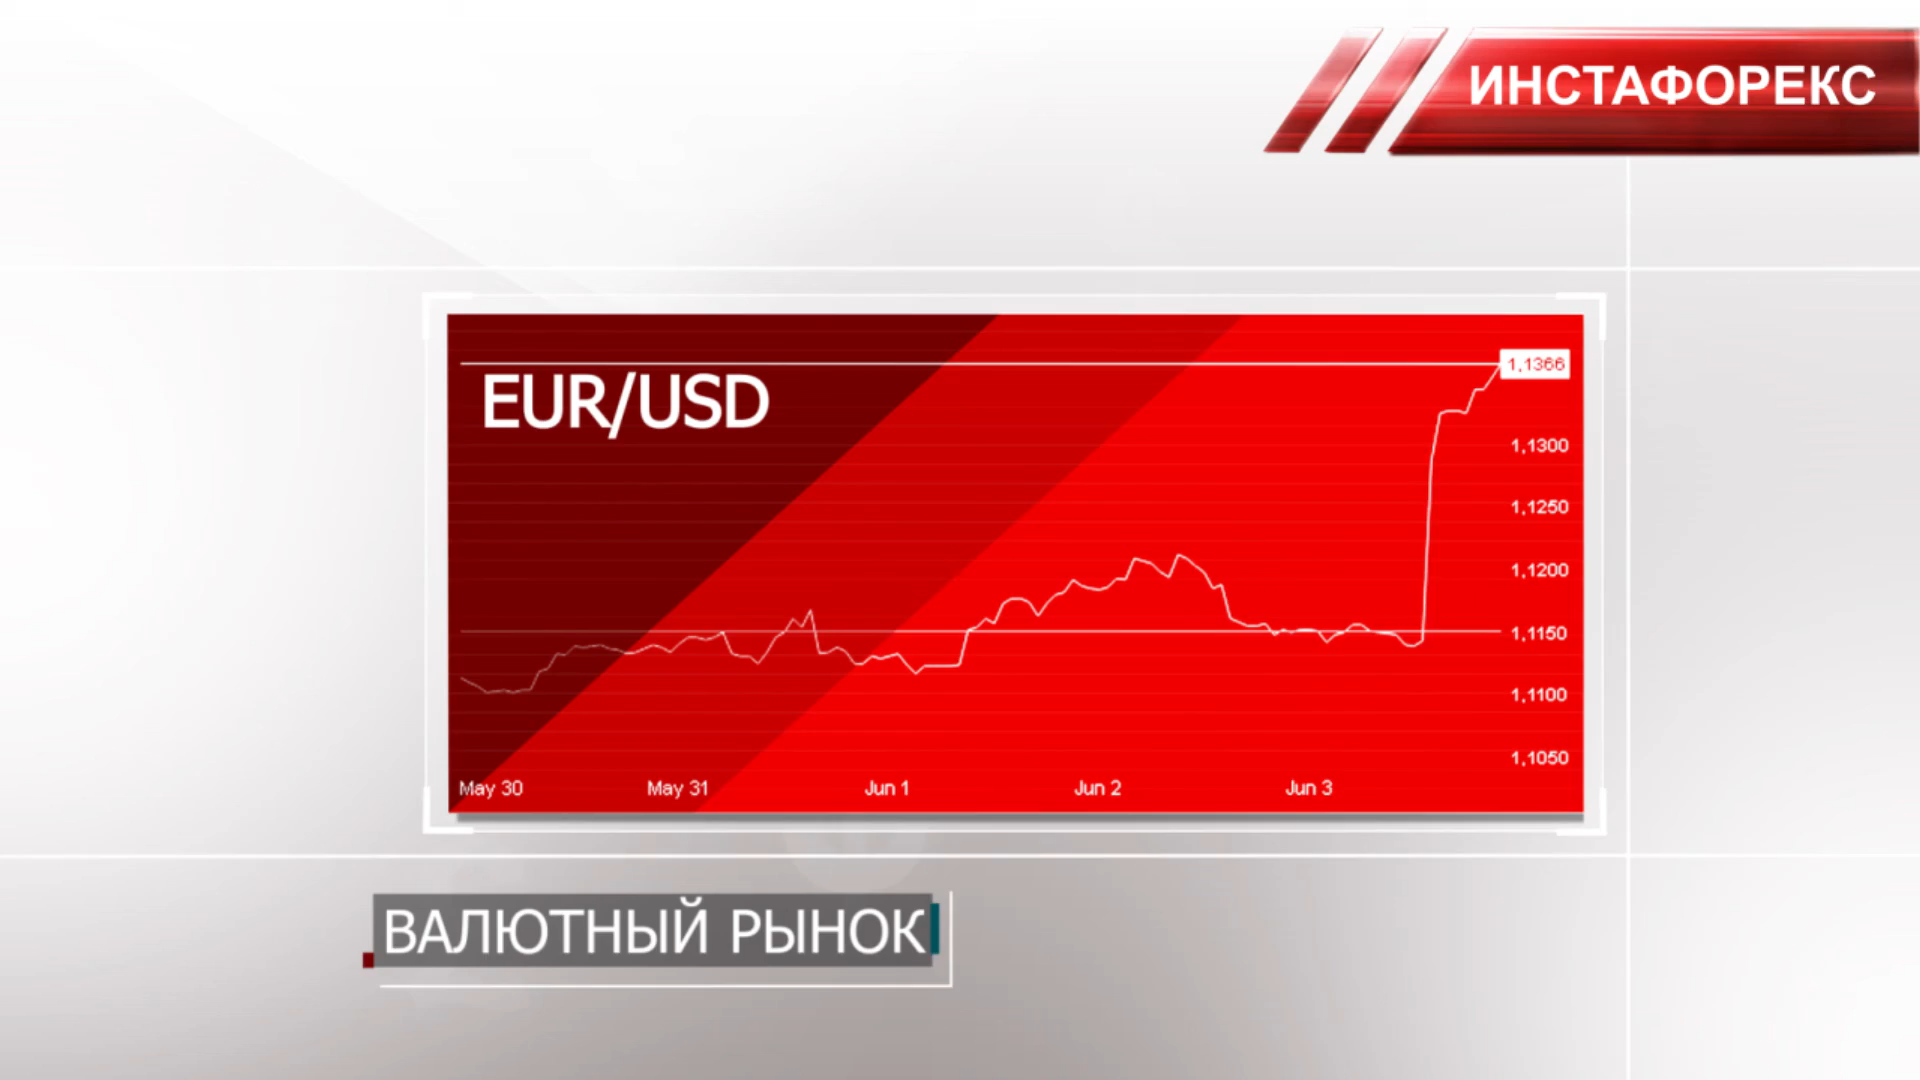 ИНСТАФОРЕКС
EUR/USD
1,1366
1,1300
1,1250
1,1200
1,1150
1,1100
1,1050
May 30 May 31 Jun 1 Jun 2 Jun 3
ВАЛЮТНЫЙ РЫНОК